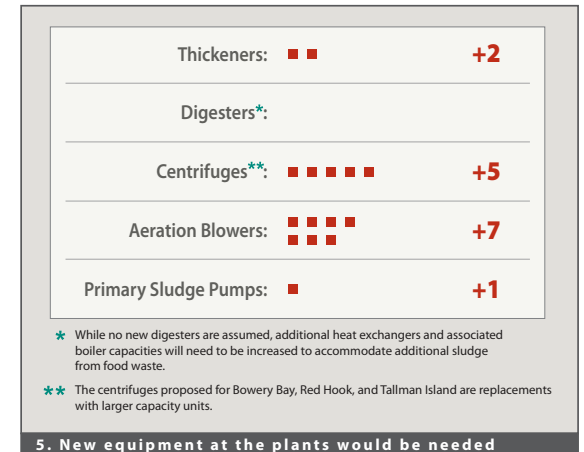 Thickeners: +2
Digesters*:
Centrifuges**: +5
Aeration Blowers: +7
Primary Sludge Pumps: +1
* While no new digesters are assumed, additional heat exchangers and associated
boiler capacities will need to be increased to accommodate additional sludge
from food waste.
** The centrifuges proposed for Bowery Bay, Red Hook, and Tallman Island are replacements
with larger capacity units.
5. New equipment at the plants would be needed